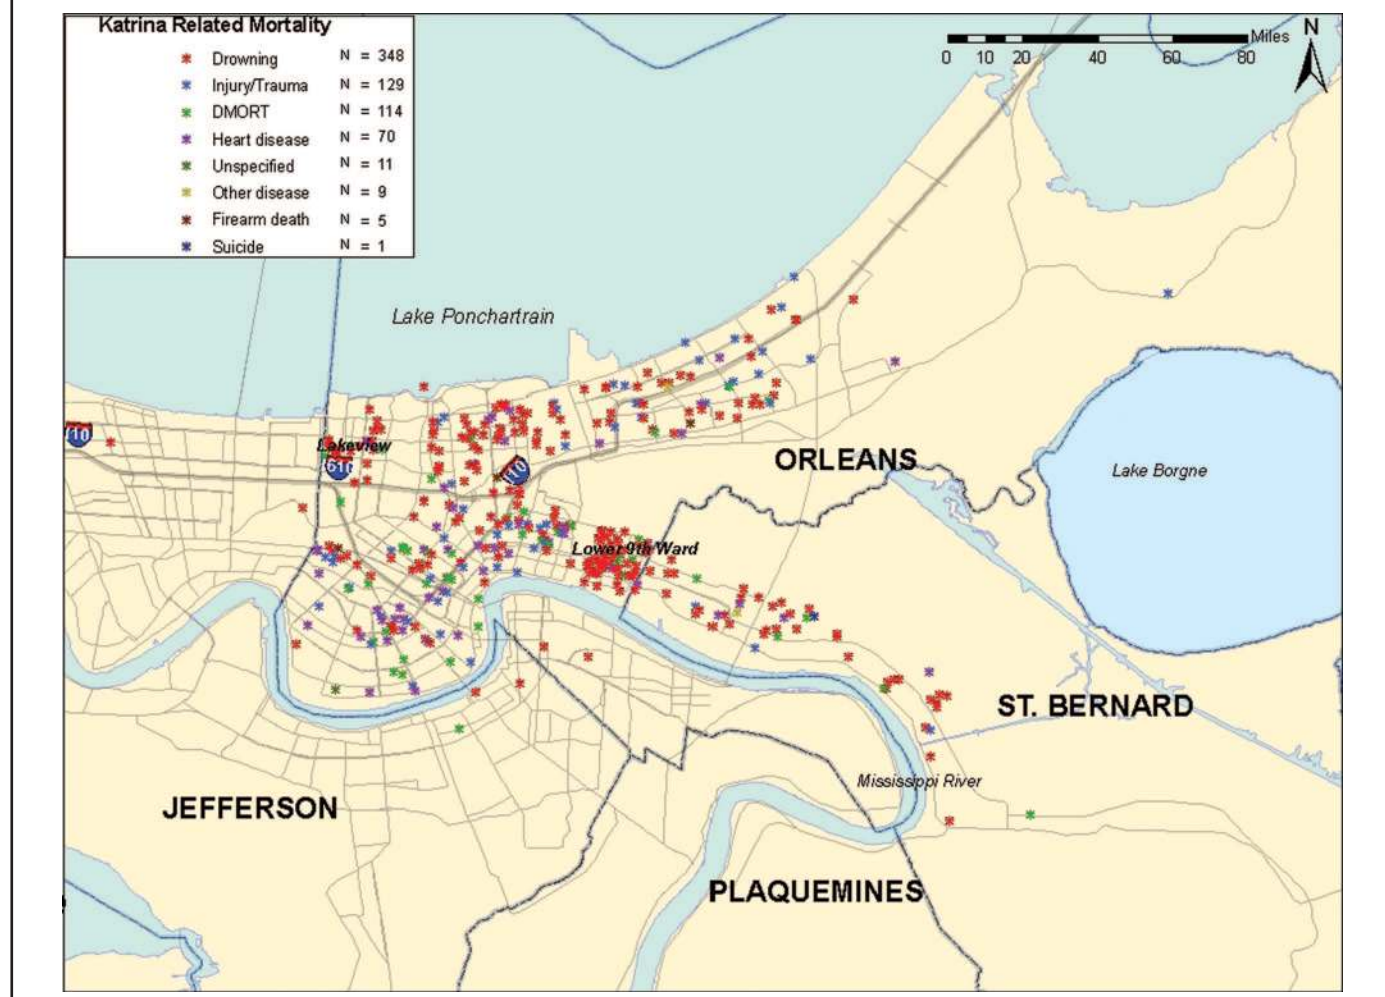 Katrina Related Mortality
Drowning N = 348
Injury/Trauma N = 129
DMORT N = 114
Heart disease N = 70
Unspecified N = 11
Other disease N = 9
Firearm death N = 5
Suicide N = 1
Miles N
0 10 20 40 60 80
Lake Ponchartrain
110
Lakeview
610
110
ORLEANS
Lake Borgne
Lower 9th Ward
ST. BERNARD
Mississippi River
JEFFERSON
PLAQUEMINES